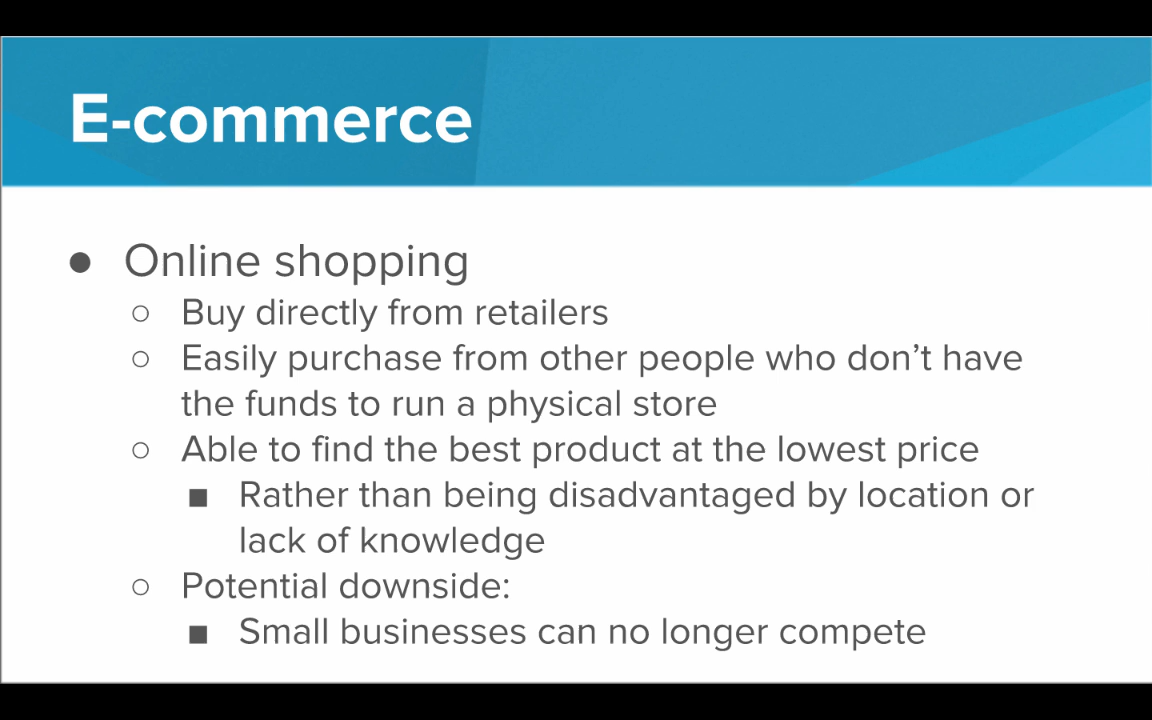 E-commerce
● Online shopping
○ Buy directly from retailers
○ Easily purchase from other people who don’t have
the funds to run a physical store
○ Able to find the best product at the lowest price
■ Rather than being disadvantaged by location or
lack of knowledge
○ Potential downside:
■ Small businesses can no longer compete